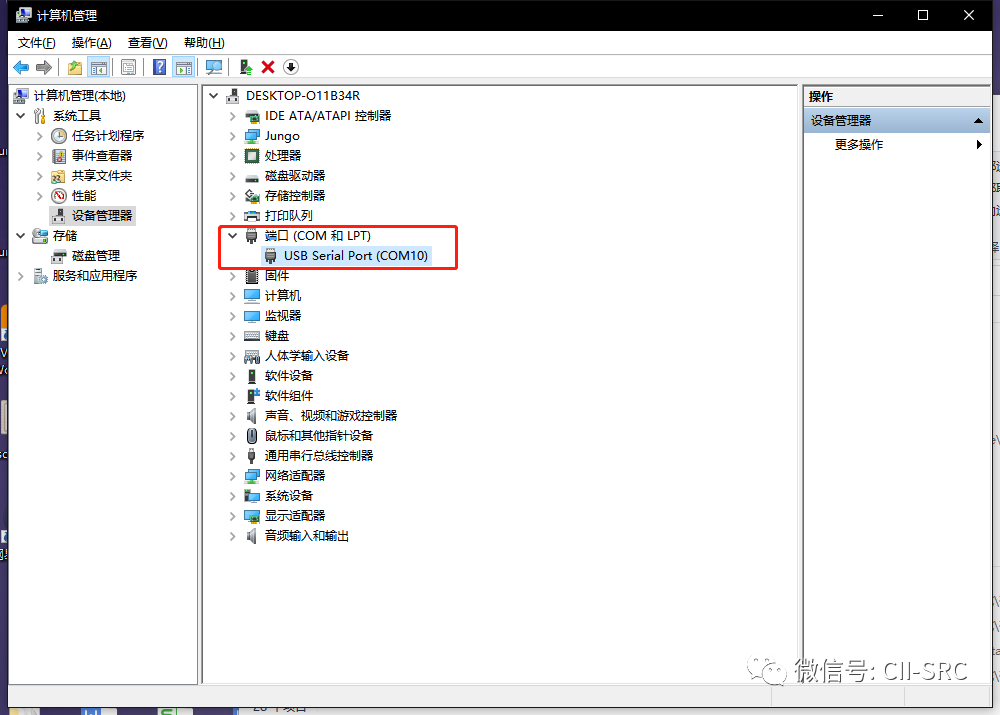 计算机管理
文件(F) 操作(A) 查看(V) 帮助(H)
计算机管理(本地)
系统工具
任务计划程序
事件查看器
共享文件夹
性能
设备管理器
存储
磁盘管理
服务和应用程序
DESKTOP-O11B34R
IDE ATA/ATAPI 控制器
Jungo
处理器
磁盘驱动器
存储控制器
打印队列
端口 (COM 和 LPT)
USB Serial Port (COM10)
固件
计算机
监视器
键盘
人体学输入设备
软件设备
软件组件
声音、视频和游戏控制器
鼠标和其他指针设备
通用串行总线控制器
网络适配器
系统设备
显示适配器
音频输入和输出
操作
设备管理器
更多操作
微信号: CII-SRC